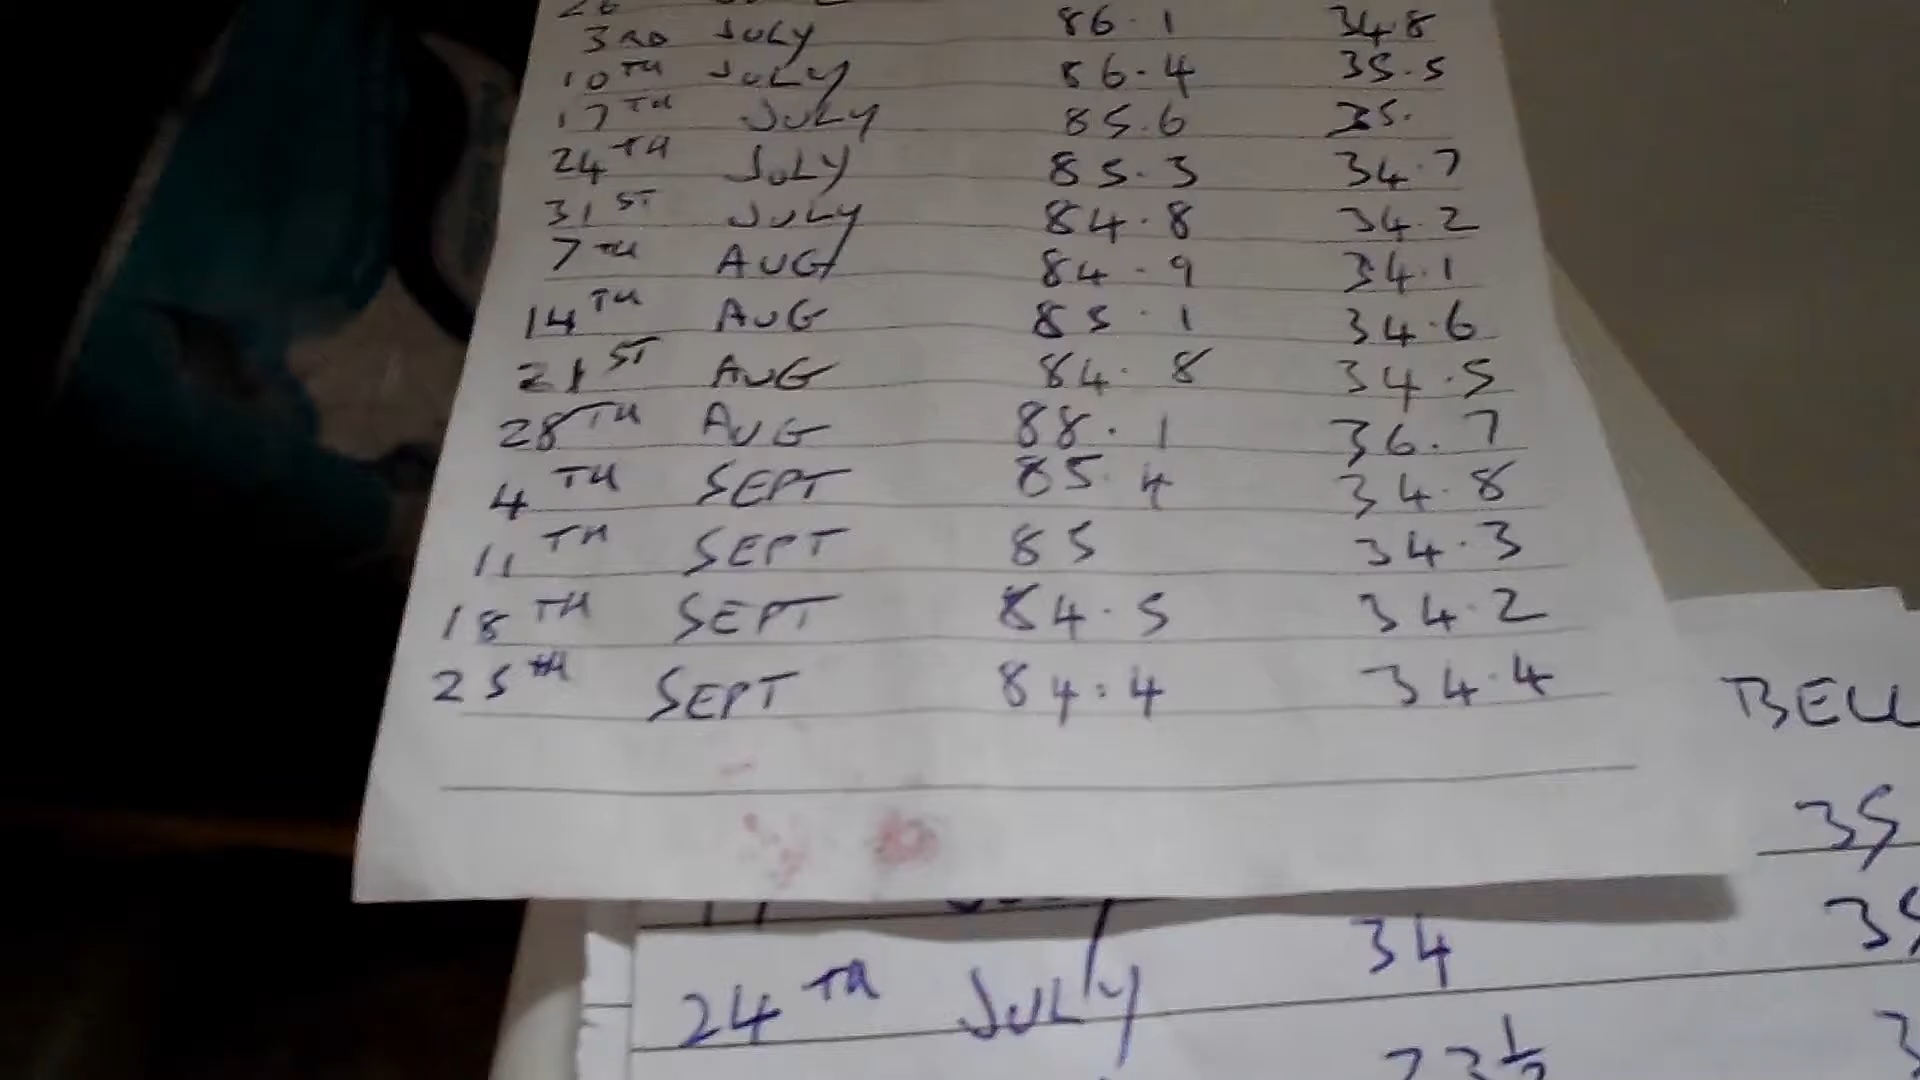 26
3RD JULY 86.1 34.8
10TH JULY 86.4 35.5
17TH JULY 85.6 35.
24TH JULY 85.3 34.7
31ST JULY 84.8 34.2
7TH AUG 84.9 34.1
14TH AUG 85.1 34.6
21ST AUG 84.8 34.5
28TH AUG 88.1 36.7
4TH SEPT 85.4 34.8
11TH SEPT 85 34.3
18TH SEPT 84.5 34.2
25TH SEPT 84.4 34.4
35
24TH JULY 34